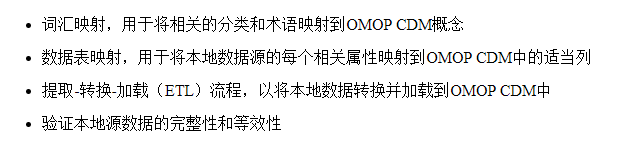 • 词汇映射，用于将相关的分类和术语映射到OMOP CDM概念
• 数据表映射，用于将本地数据源的每个相关属性映射到OMOP CDM中的适当列
• 提取-转换-加载（ETL）流程，以将本地数据转换并加载到OMOP CDM中
• 验证本地源数据的完整性和等效性